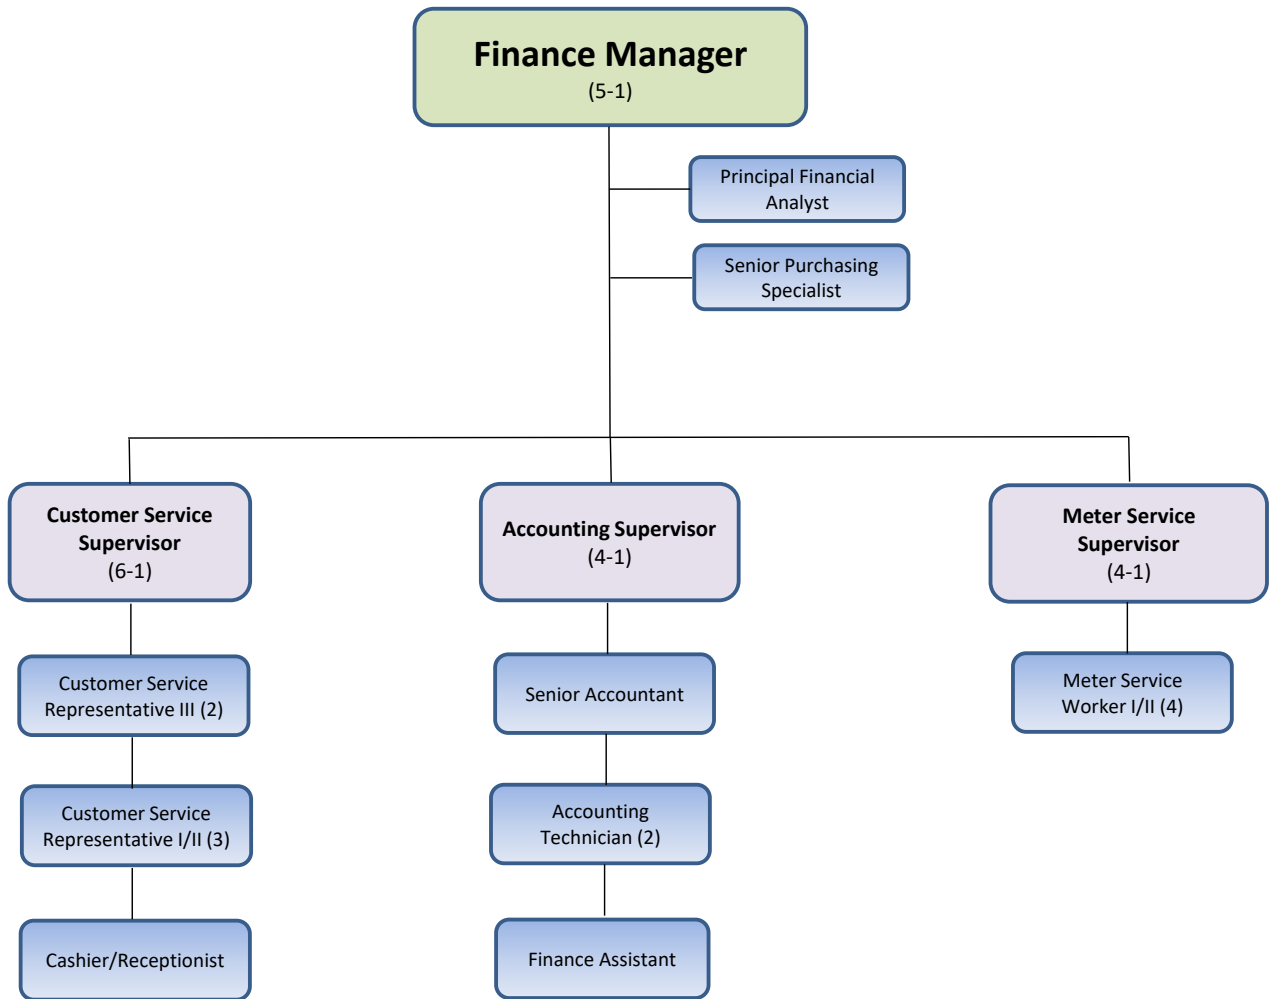 Finance Manager
(5-1)
Principal Financial
Analyst
Senior Purchasing
Specialist
Customer Service
Supervisor
(6-1)
Accounting Supervisor
(4-1)
Meter Service
Supervisor
(4-1)
Customer Service
Representative III (2)
Senior Accountant
Meter Service
Worker I/II (4)
Customer Service
Representative I/II (3)
Accounting
Technician (2)
Cashier/Receptionist
Finance Assistant